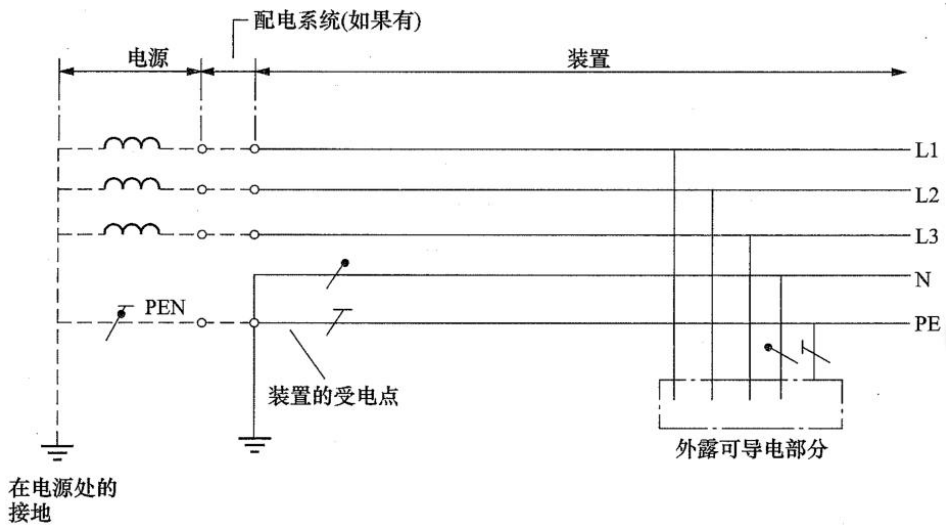 配电系统(如果有)
电源
装置
L1
L2
L3
N
PEN
PE
装置的受电点
外露可导电部分
在电源处的
接地